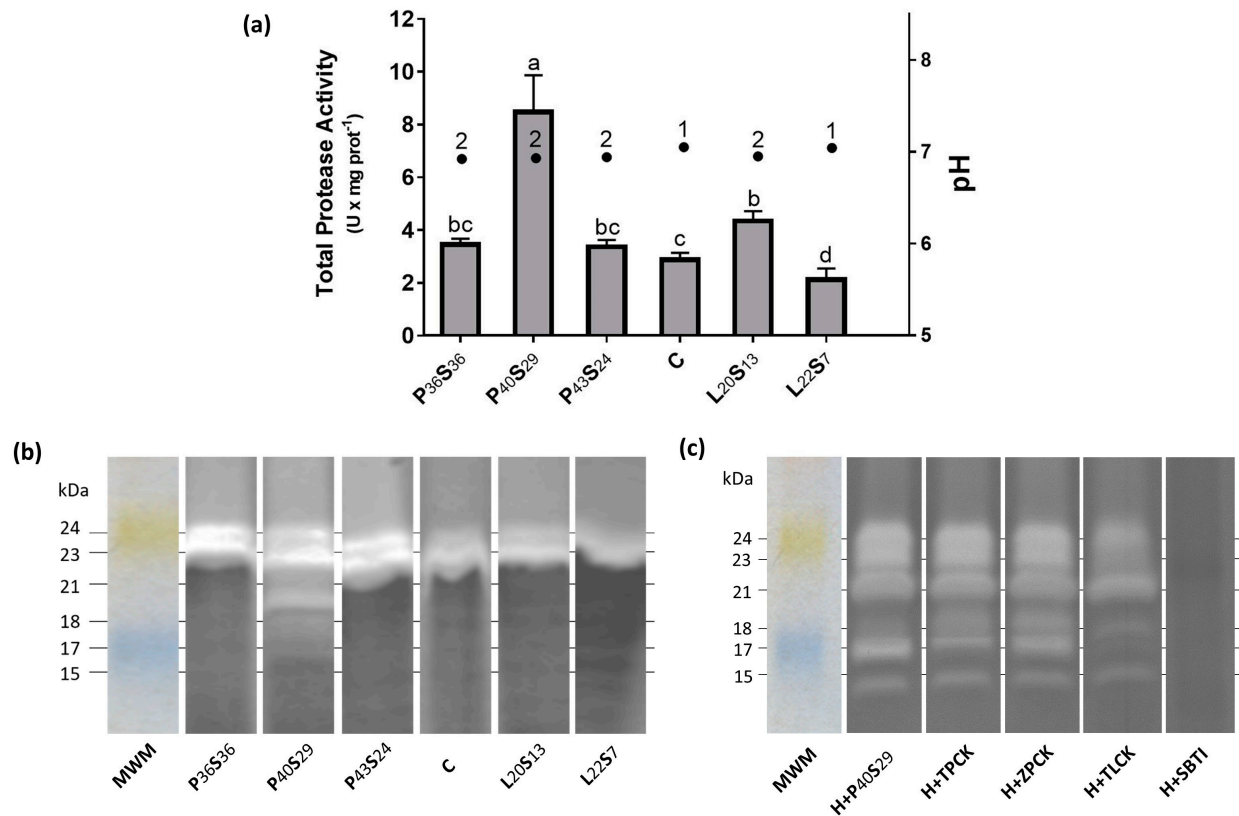 (a)
Total Protease Activity
(U x mg prot⁻¹)
12
10
8
6
4
2
0
a
bc
bc
c
b
d
2
2
2
1
2
1
8
7
6
5
pH
P36S36
P40S29
P43S24
C
L20S13
L22S7
(b)
kDa
24
23
21
18
17
15
MWM
P36S36
P40S29
P43S24
C
L20S13
L22S7
(c)
kDa
24
23
21
18
17
15
MWM
H+P40S29
H+TPCK
H+ZPCK
H+TLCK
H+SBTI